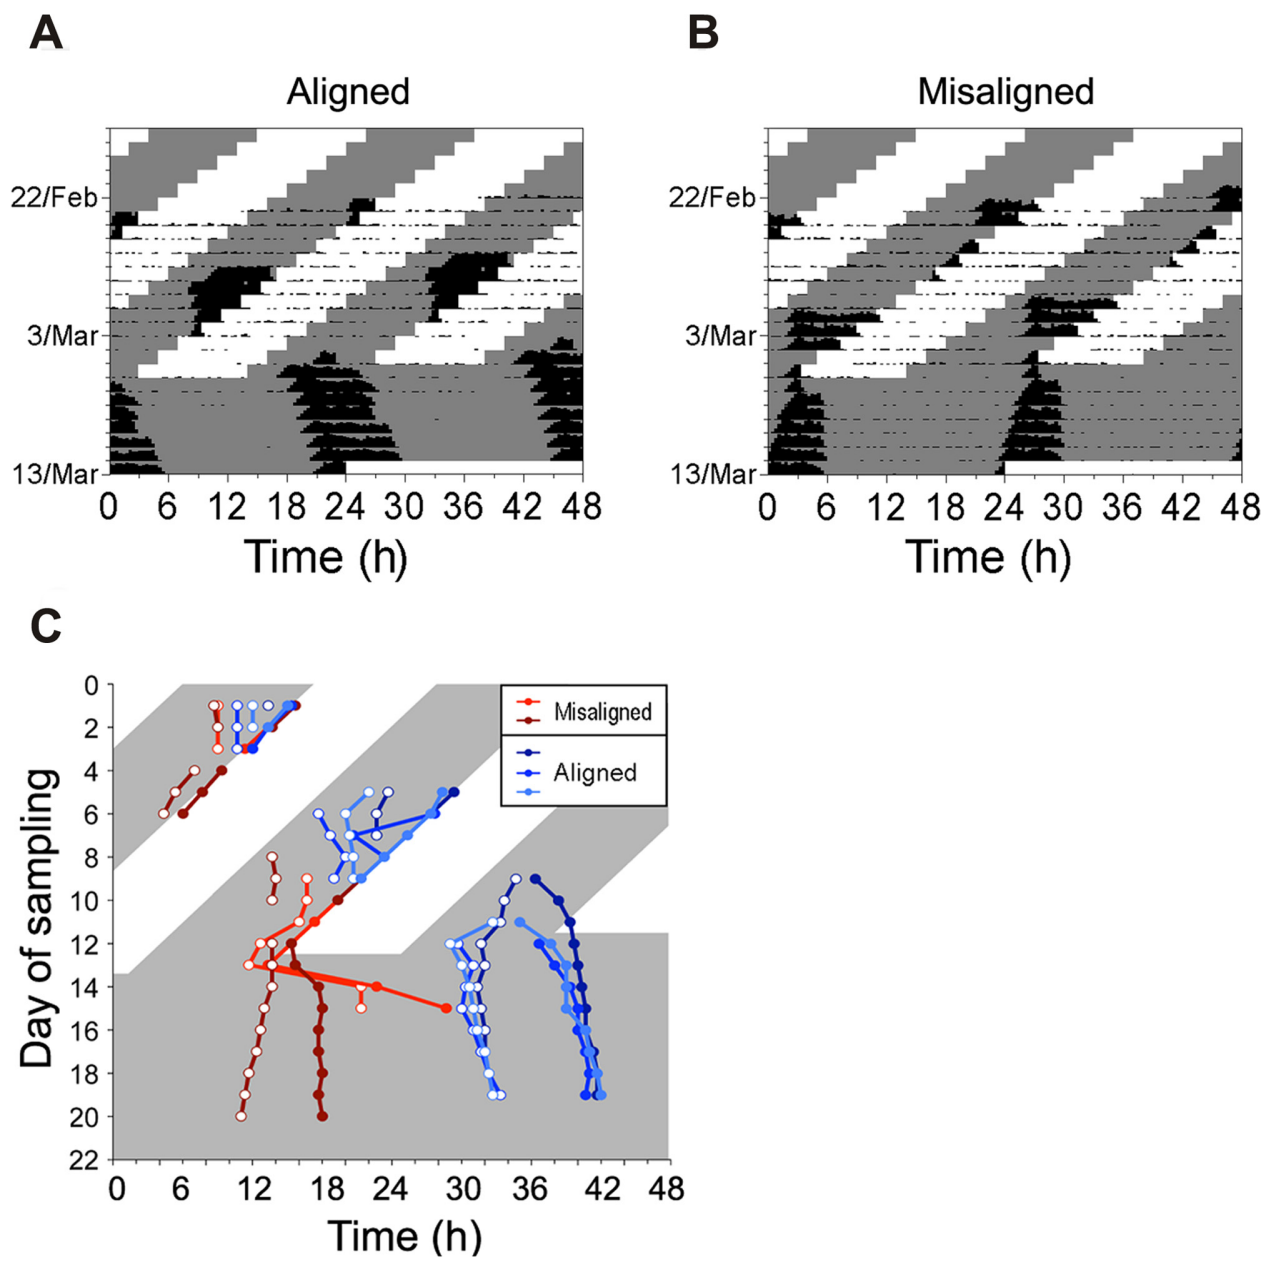 A
B
Aligned
Misaligned
22/Feb
3/Mar
13/Mar
0 6 12 18 24 30 36 42 48
Time (h)
22/Feb
3/Mar
13/Mar
0 6 12 18 24 30 36 42 48
Time (h)
C
Misaligned
Aligned
Day of sampling
0
2
4
6
8
10
12
14
16
18
20
22
0 6 12 18 24 30 36 42 48
Time (h)